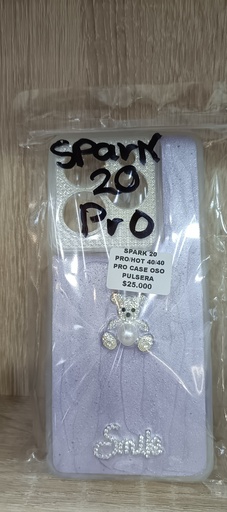 Spark
20
Pro
SPARK 20
PRO/HOT 40/40
PRO CASE OSO
PULSERA
$25.000
Smile